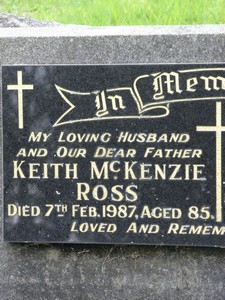 In Mem
MY LOVING HUSBAND
AND OUR DEAR FATHER
KEITH McKENZIE
ROSS
DIED 7TH FEB. 1987, AGED 85.
LOVED AND REMEM